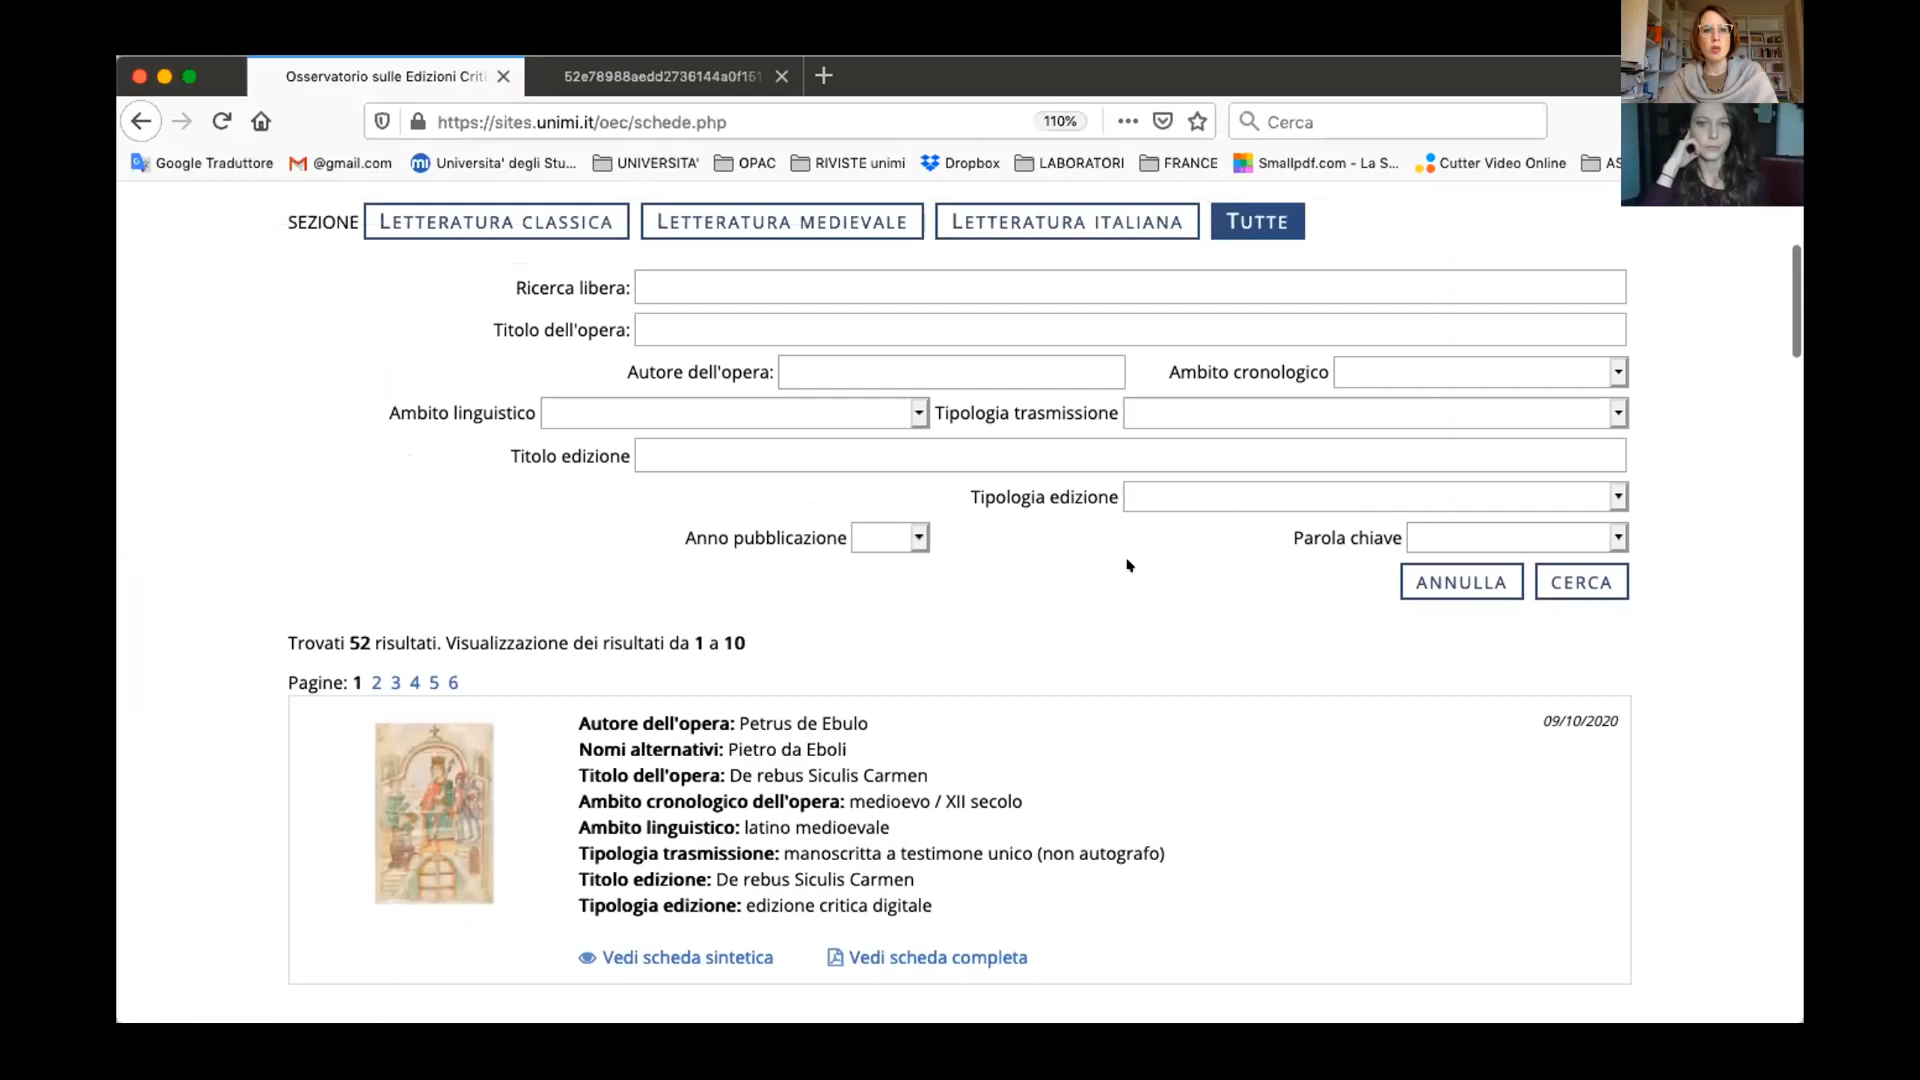 Osservatorio sulle Edizioni Criti
52e78988aedd2736144a0f151
https://sites.unimi.it/oec/schede.php
110%
Cerca
Google Traduttore @gmail.com Universita' degli Stu... UNIVERSITA' OPAC RIVISTE unimi Dropbox LABORATORI FRANCE Smallpdf.com - La S... Cutter Video Online AS
SEZIONE LETTERATURA CLASSICA LETTERATURA MEDIEVALE LETTERATURA ITALIANA TUTTE
Ricerca libera:
Titolo dell'opera:
Autore dell'opera: Ambito cronologico
Ambito linguistico Tipologia trasmissione
Titolo edizione
Tipologia edizione
Anno pubblicazione Parola chiave
ANNULLA CERCA
Trovati 52 risultati. Visualizzazione dei risultati da 1 a 10
Pagine: 1 2 3 4 5 6
Autore dell'opera: Petrus de Ebulo
09/10/2020
Nomi alternativi: Pietro da Eboli
Titolo dell'opera: De rebus Siculis Carmen
Ambito cronologico dell'opera: medioevo / XII secolo
Ambito linguistico: latino medioevale
Tipologia trasmissione: manoscritta a testimone unico (non autografo)
Titolo edizione: De rebus Siculis Carmen
Tipologia edizione: edizione critica digitale
Vedi scheda sintetica Vedi scheda completa